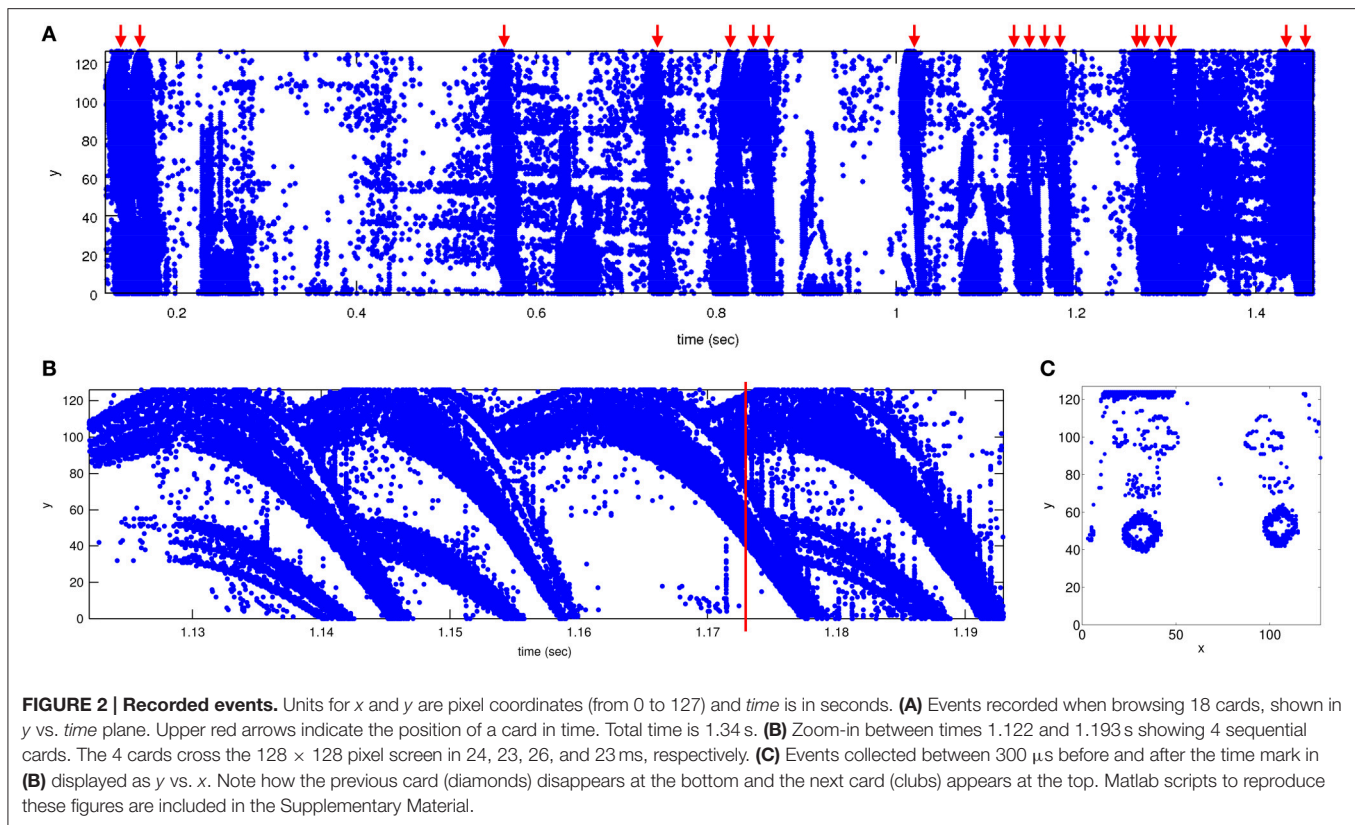 A
120
100
80
60
40
20
0
y
0.2 0.4 0.6 0.8 1 1.2 1.4
time (sec)
B
120
100
80
60
40
20
0
y
1.13 1.14 1.15 1.16 1.17 1.18 1.19
time (sec)
C
120
100
80
60
40
20
0
y
0 50 100
x
FIGURE 2 | Recorded events. Units for x and y are pixel coordinates (from 0 to 127) and time is in seconds. (A) Events recorded when browsing 18 cards, shown in
y vs. time plane. Upper red arrows indicate the position of a card in time. Total time is 1.34 s. (B) Zoom-in between times 1.122 and 1.193 s showing 4 sequential
cards. The 4 cards cross the 128 × 128 pixel screen in 24, 23, 26, and 23 ms, respectively. (C) Events collected between 300 μs before and after the time mark in
(B) displayed as y vs. x. Note how the previous card (diamonds) disappears at the bottom and the next card (clubs) appears at the top. Matlab scripts to reproduce
these figures are included in the Supplementary Material.